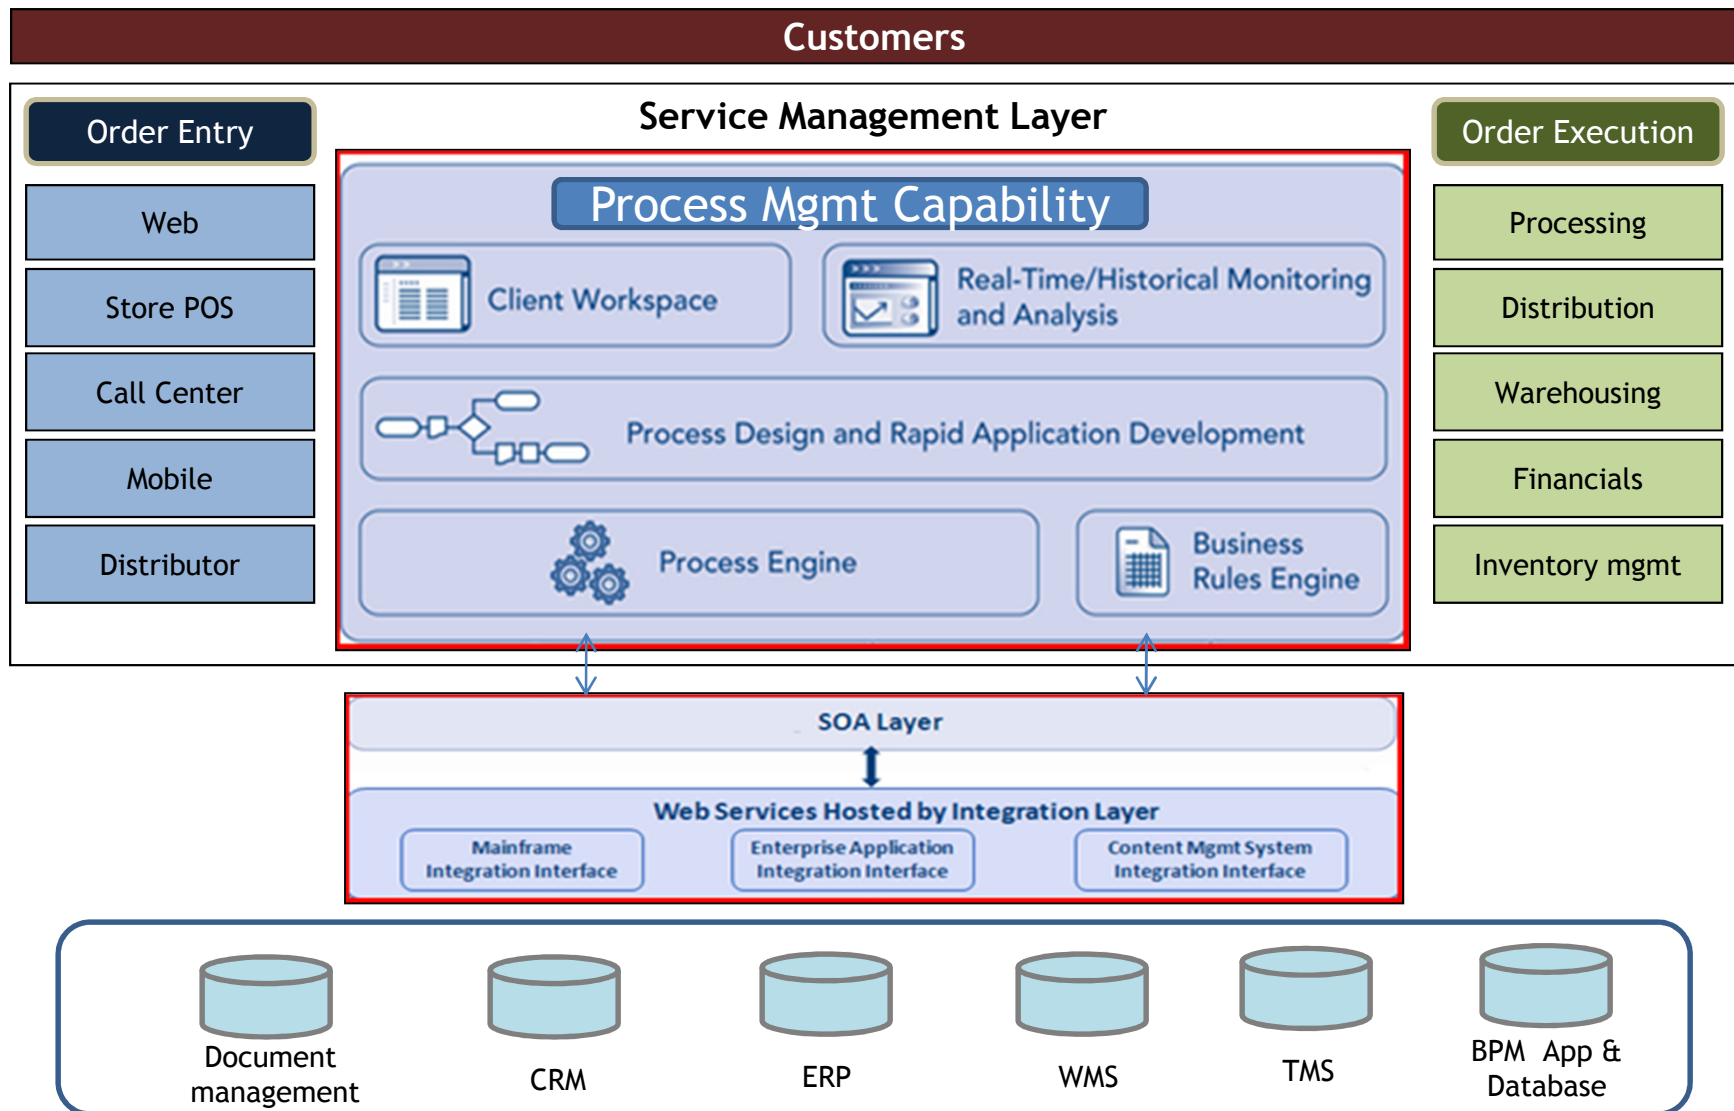 Customers
Service Management Layer
Order Entry
Web
Store POS
Call Center
Mobile
Distributor
Process Mgmt Capability
Client Workspace
Real-Time/Historical Monitoring
and Analysis
Process Design and Rapid Application Development
Process Engine
Business
Rules Engine
Order Execution
Processing
Distribution
Warehousing
Financials
Inventory mgmt
SOA Layer
Web Services Hosted by Integration Layer
Mainframe
Integration Interface
Enterprise Application
Integration Interface
Content Mgmt System
Integration Interface
Document
management
CRM
ERP
WMS
TMS
BPM App &
Database